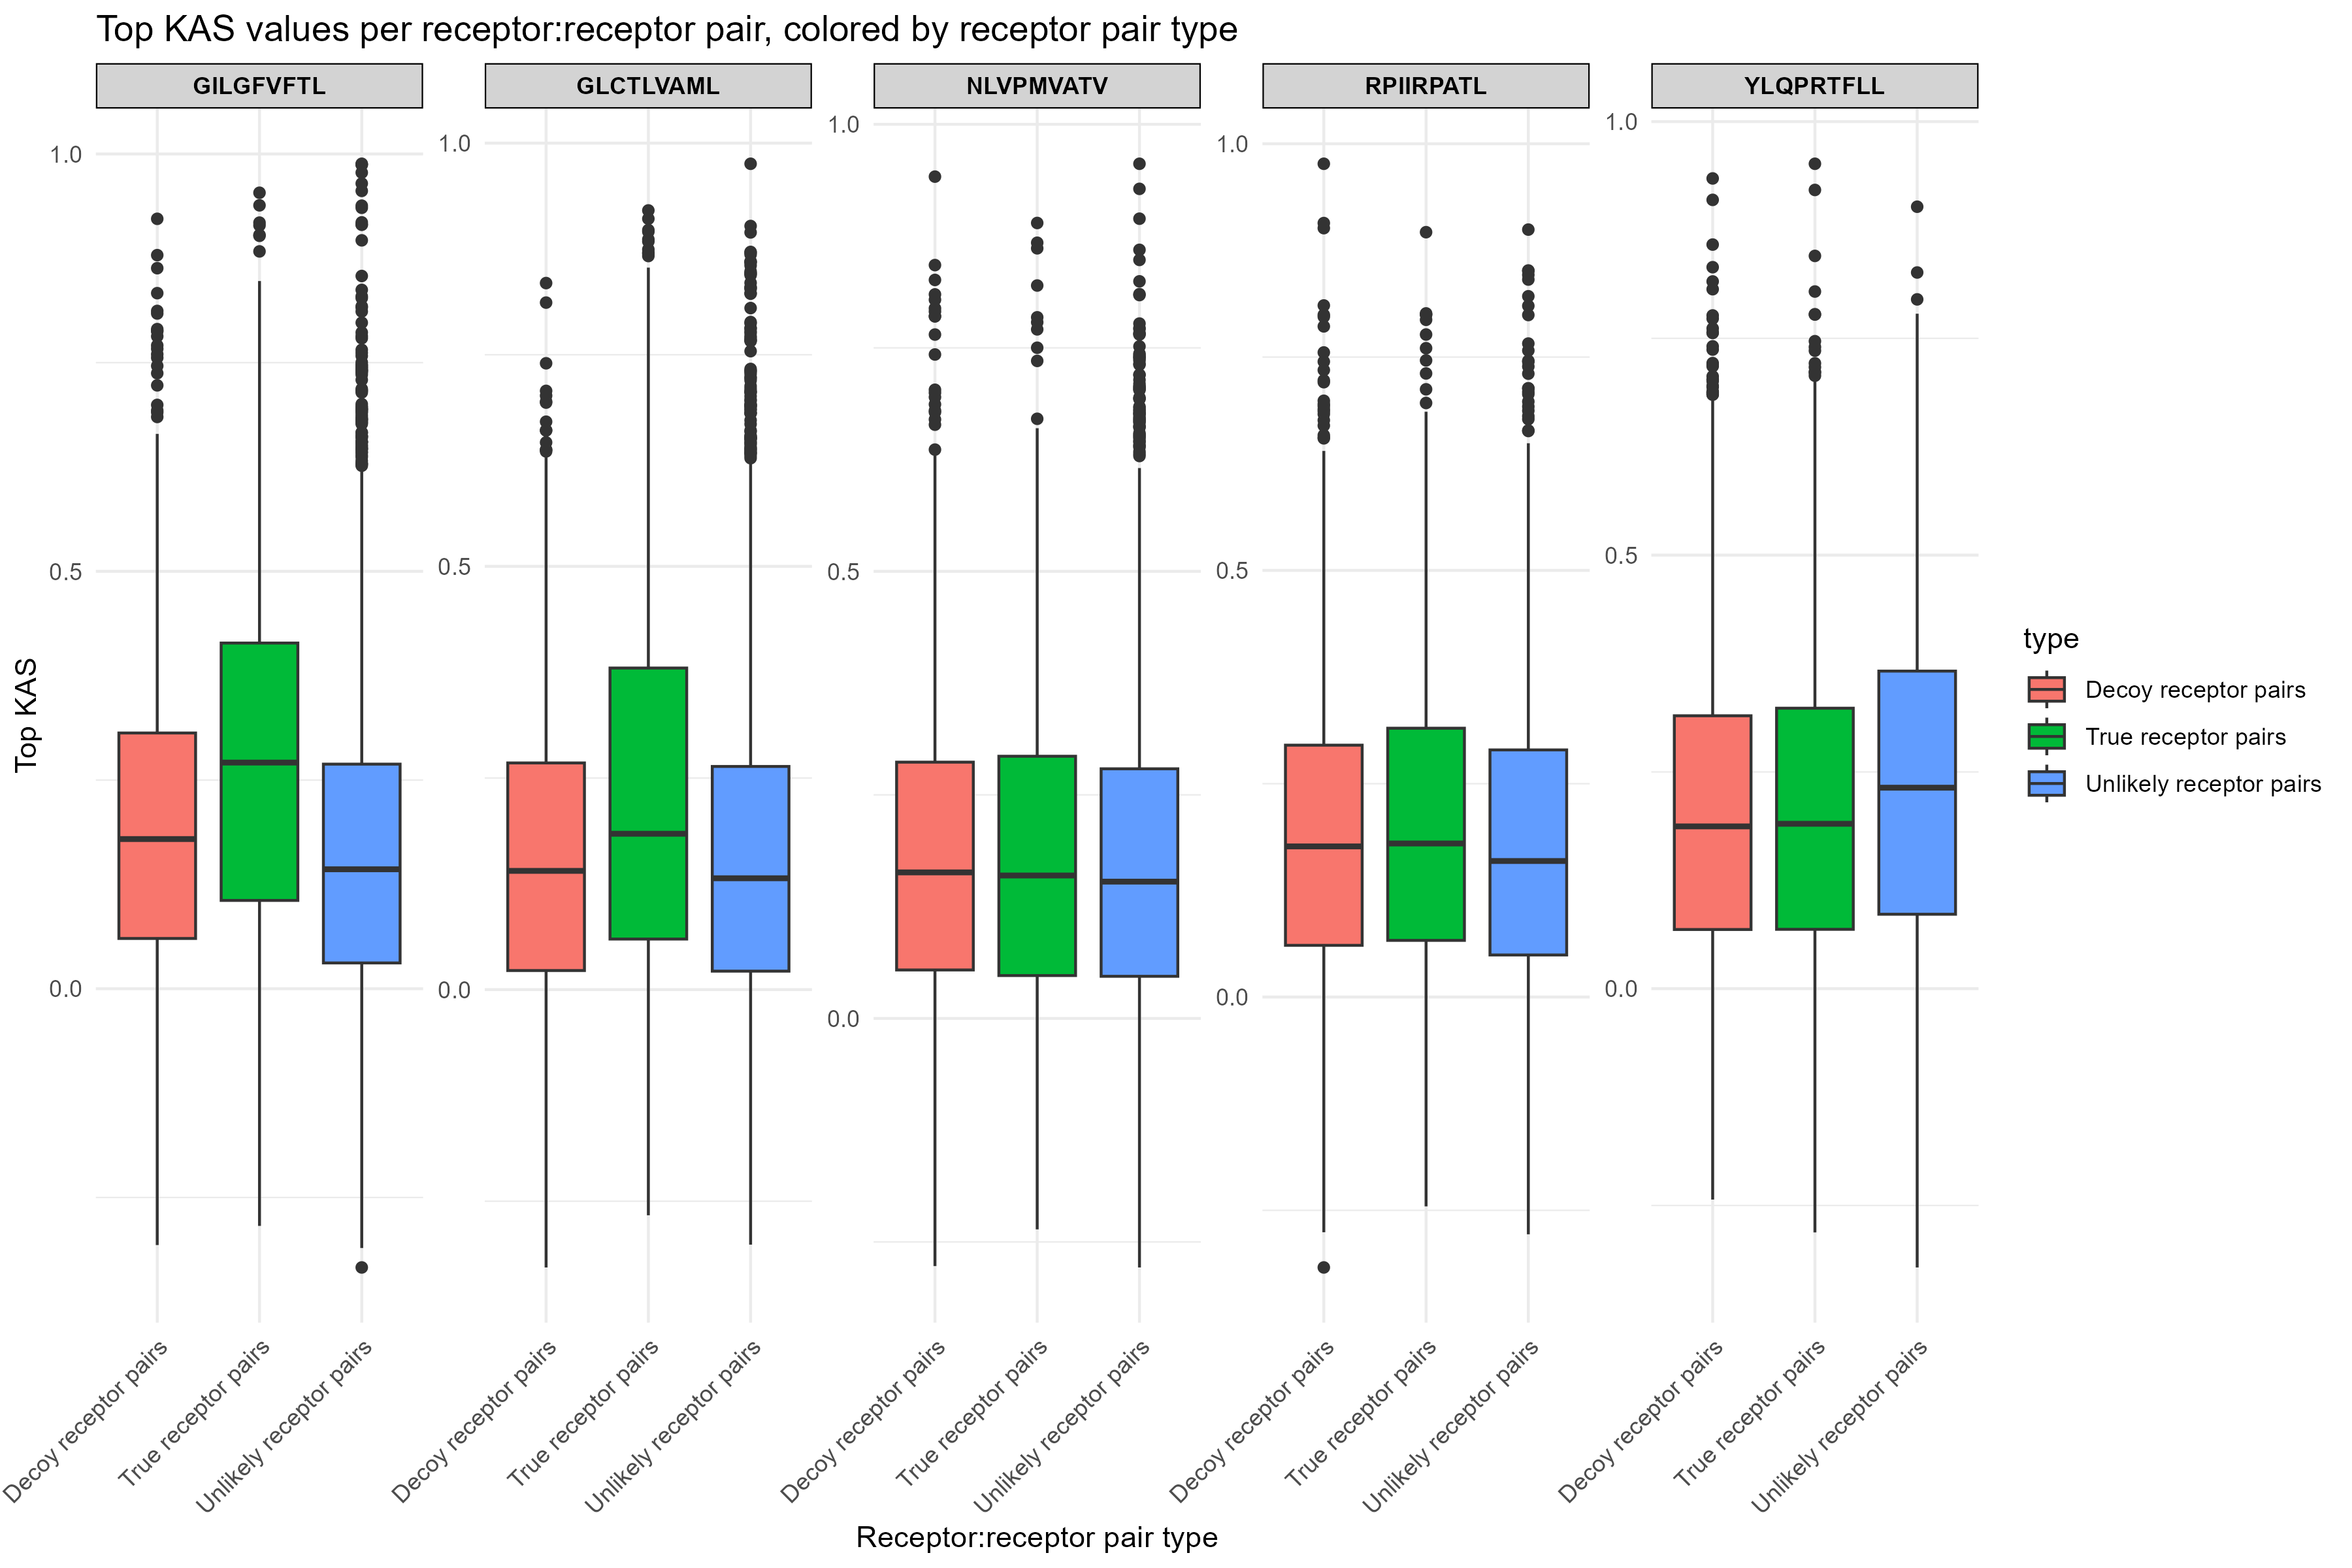 Top KAS values per receptor:receptor pair, colored by receptor pair type
GILGFVFTL
GLCTLVAML
NLVPMVATV
RPIIRPATL
YLQPRTFLL
1.0
0.5
0.0
1.0
0.5
0.0
1.0
0.5
0.0
1.0
0.5
0.0
1.0
0.5
0.0
Top KAS
Decoy receptor pairs
True receptor pairs
Unlikely receptor pairs
Decoy receptor pairs
True receptor pairs
Unlikely receptor pairs
Decoy receptor pairs
True receptor pairs
Unlikely receptor pairs
Decoy receptor pairs
True receptor pairs
Unlikely receptor pairs
Decoy receptor pairs
True receptor pairs
Unlikely receptor pairs
Receptor:receptor pair type
type
Decoy receptor pairs
True receptor pairs
Unlikely receptor pairs